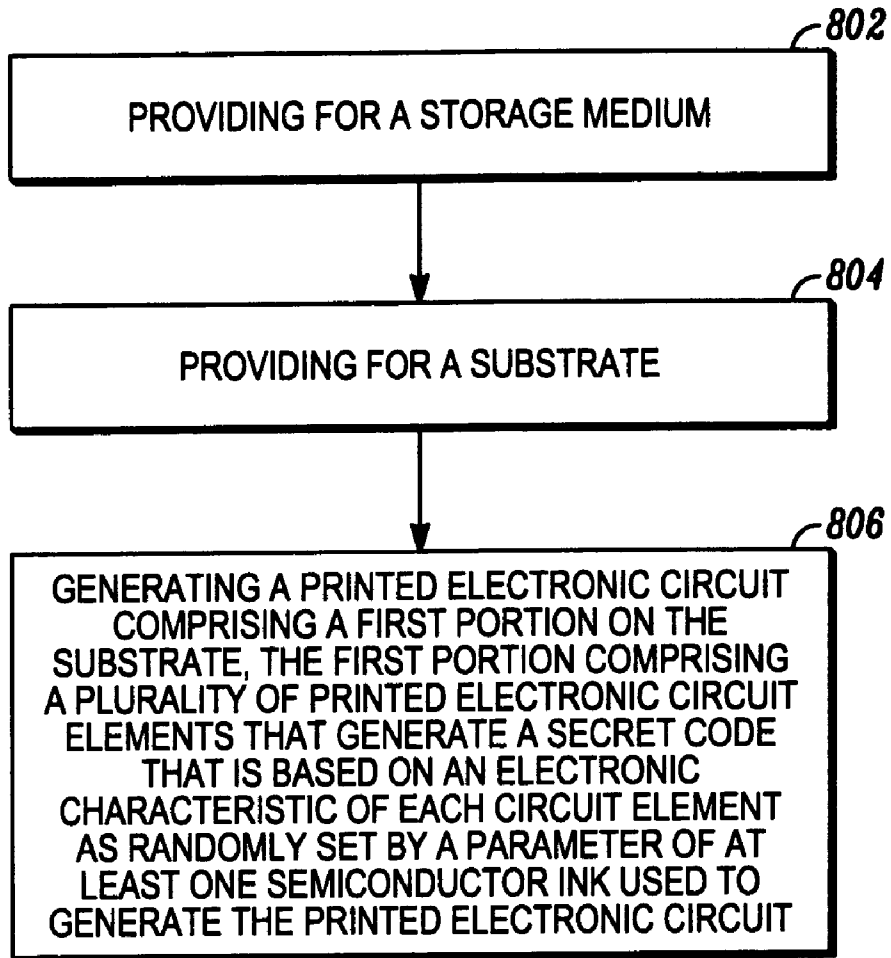 802
PROVIDING FOR A STORAGE MEDIUM
804
PROVIDING FOR A SUBSTRATE
806
GENERATING A PRINTED ELECTRONIC CIRCUIT
COMPRISING A FIRST PORTION ON THE
SUBSTRATE, THE FIRST PORTION COMPRISING
A PLURALITY OF PRINTED ELECTRONIC CIRCUIT
ELEMENTS THAT GENERATE A SECRET CODE
THAT IS BASED ON AN ELECTRONIC
CHARACTERISTIC OF EACH CIRCUIT ELEMENT
AS RANDOMLY SET BY A PARAMETER OF AT
LEAST ONE SEMICONDUCTOR INK USED TO
GENERATE THE PRINTED ELECTRONIC CIRCUIT